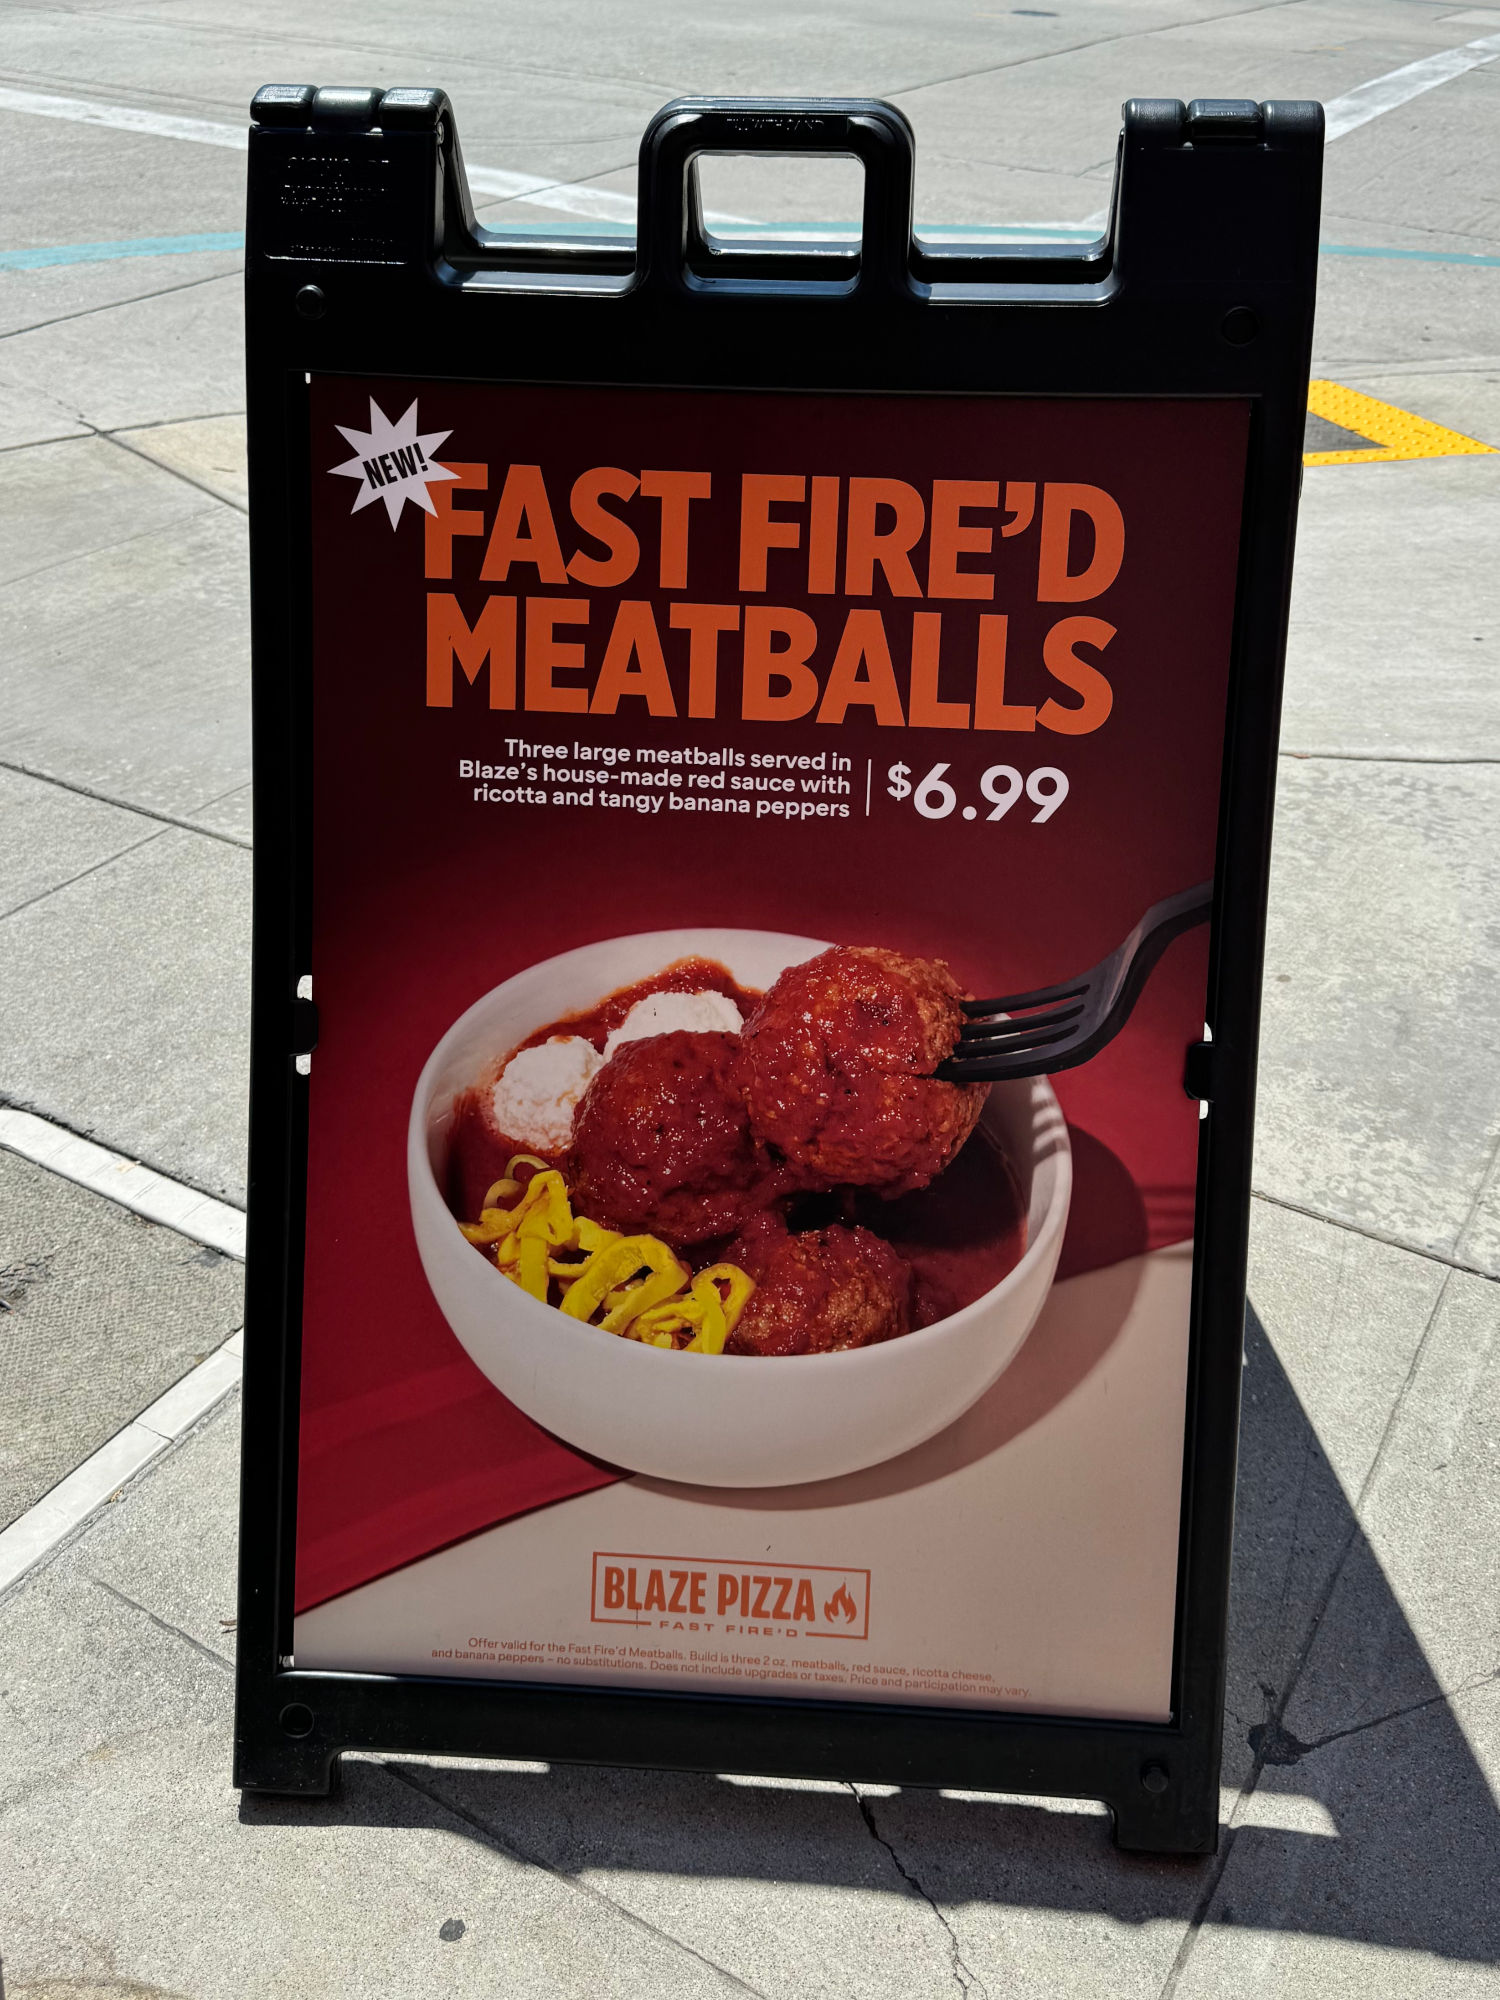 NEW!
FAST FIRE'D
MEATBALLS
Three large meatballs served in
Blaze's house-made red sauce with
ricotta and tangy banana peppers
$6.99
BLAZE PIZZA
FAST FIRE'D
Offer valid for the Fast Fire'd Meatballs. Build is three 2 oz. meatballs, red sauce, ricotta cheese,
and banana peppers – no substitutions. Does not include upgrades or taxes. Price and participation may vary.